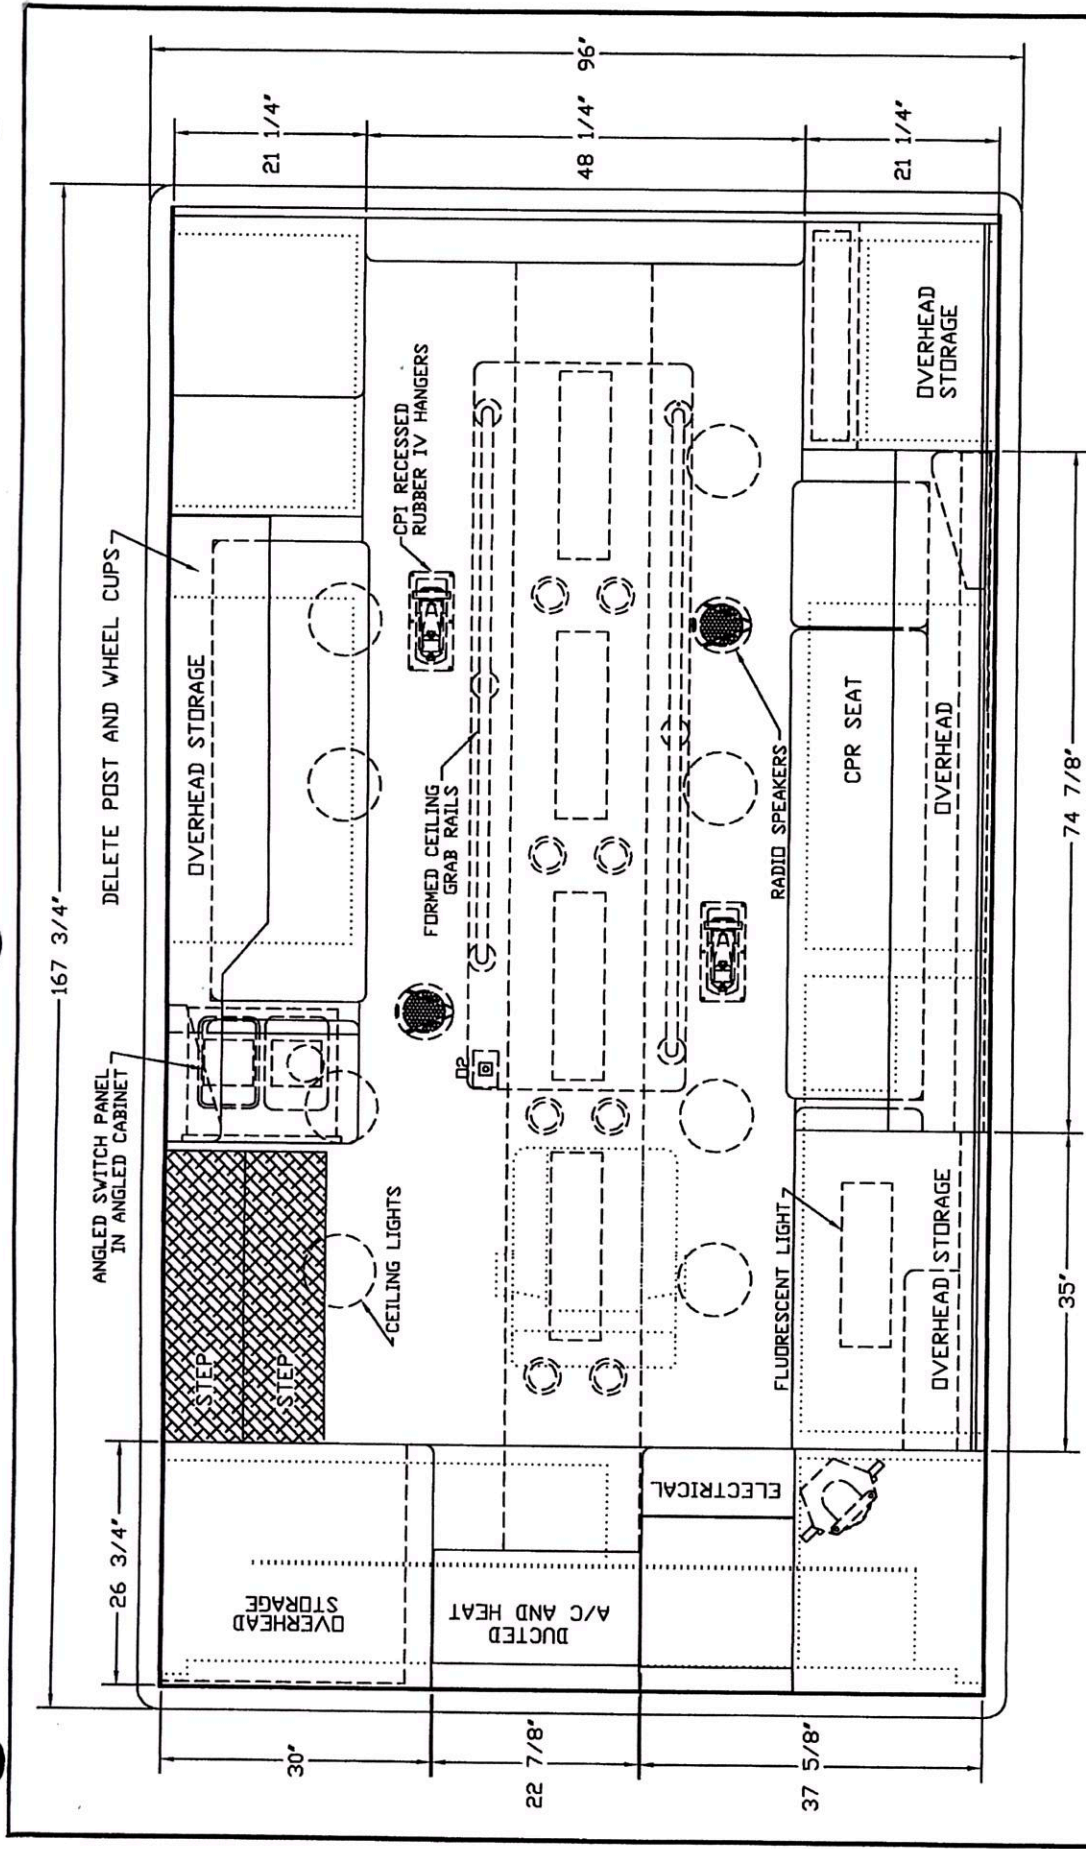 167 3/4"
96"
21 1/4"
48 1/4"
21 1/4"
DELETE POST AND WHEEL CUPS
ANGLED SWITCH PANEL
IN ANGLED CABINET
26 3/4"
OVERHEAD STORAGE
CPI RECESSED
RUBBER IV HANGERS
STEP
STEP
CEILING LIGHTS
FORMED CEILING
GRAB RAILS
O2
OVERHEAD
STORAGE
DUCTED
A/C AND HEAT
ELECTRICAL
RADIO SPEAKERS
FLUORESCENT LIGHT
CPR SEAT
OVERHEAD
OVERHEAD
STORAGE
OVERHEAD STORAGE
30"
22 7/8"
37 5/8"
35"
74 7/8"